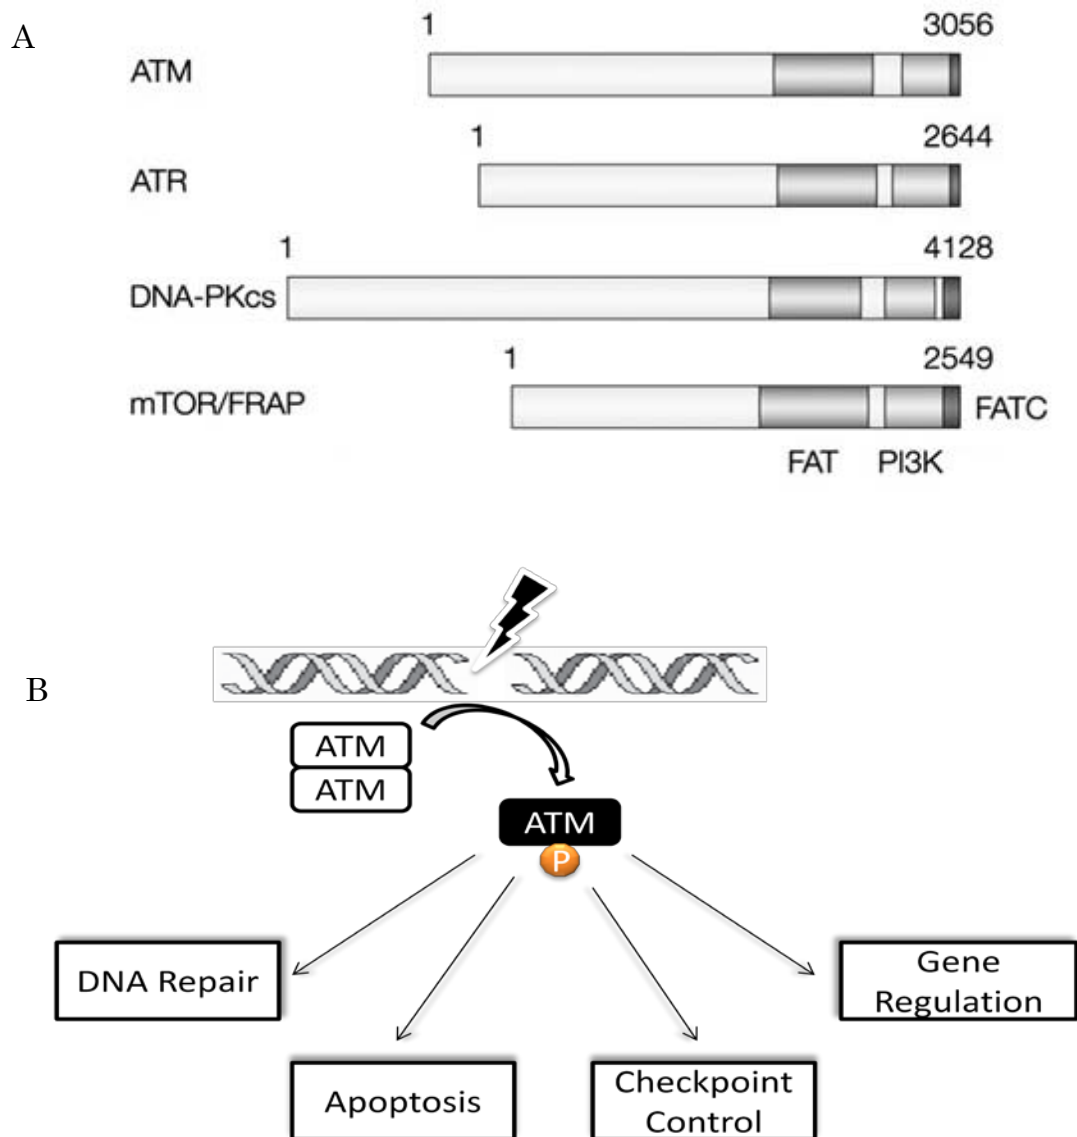 A
1 3056
ATM
1 2644
ATR
1 4128
DNA-PKcs
1 2549
mTOR/FRAP FATC
FAT PI3K
B
ATM
ATM
ATM
P
DNA Repair
Gene
Regulation
Apoptosis
Checkpoint
Control